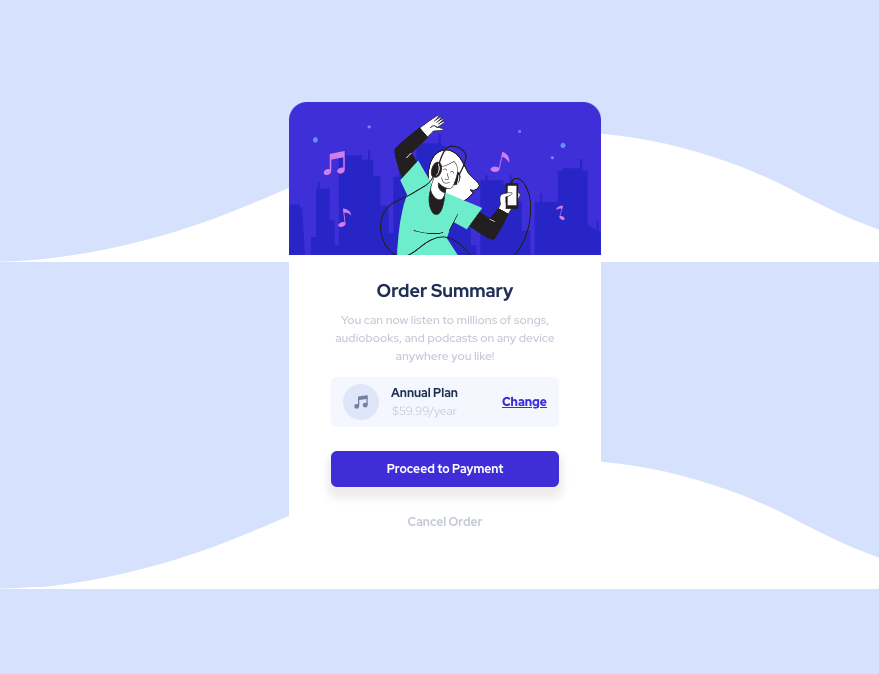 Order Summary
You can now listen to millions of songs,
audiobooks, and podcasts on any device
anywhere you like!
Annual Plan
$59.99/year
Change
Proceed to Payment
Cancel Order